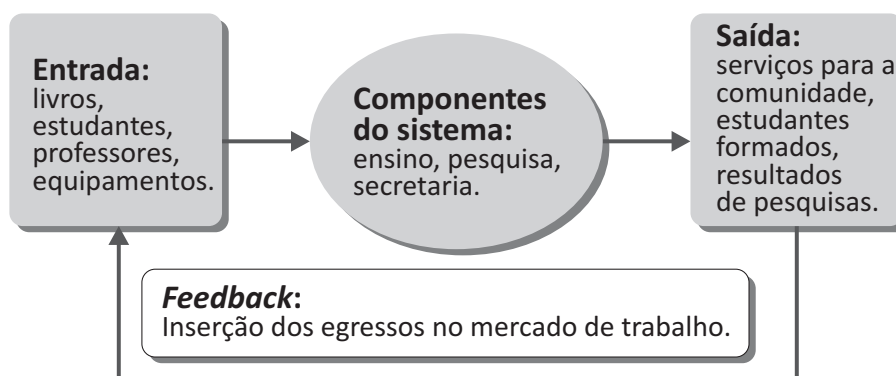 Entrada:
livros,
estudantes,
professores,
equipamentos.
Componentes
do sistema:
ensino, pesquisa,
secretaria.
Saída:
serviços para a
comunidade,
estudantes
formados,
resultados
de pesquisas.
Feedback:
Inserção dos egressos no mercado de trabalho.